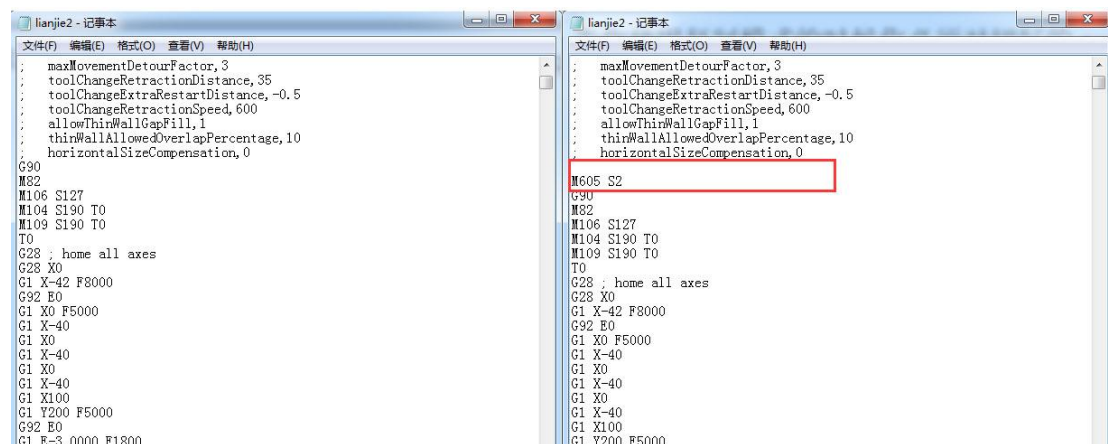 lianjie2 - 记事本
文件(F) 编辑(E) 格式(O) 查看(V) 帮助(H)
; maxMovementDetourFactor,3
; toolChangeRetractionDistance,35
; toolChangeExtraRestartDistance,-0.5
; toolChangeRetractionSpeed,600
; allowThinWallGapFill,1
; thinWallAllowedOverlapPercentage,10
; horizontalSizeCompensation,0
G90
M82
M106 S127
M104 S190 T0
M109 S190 T0
T0
G28 ; home all axes
G28 X0
G1 X-42 F8000
G92 E0
G1 X0 F5000
G1 X-40
G1 X0
G1 X-40
G1 X0
G1 X-40
G1 X100
G1 Y200 F5000
G92 E0
G1 E-3.0000 F1800
lianjie2 - 记事本
文件(F) 编辑(E) 格式(O) 查看(V) 帮助(H)
; maxMovementDetourFactor,3
; toolChangeRetractionDistance,35
; toolChangeExtraRestartDistance,-0.5
; toolChangeRetractionSpeed,600
; allowThinWallGapFill,1
; thinWallAllowedOverlapPercentage,10
; horizontalSizeCompensation,0
M605 S2
G90
M82
M106 S127
M104 S190 T0
M109 S190 T0
T0
G28 ; home all axes
G28 X0
G1 X-42 F8000
G92 E0
G1 X0 F5000
G1 X-40
G1 X0
G1 X-40
G1 X0
G1 X-40
G1 X100
G1 Y200 F5000